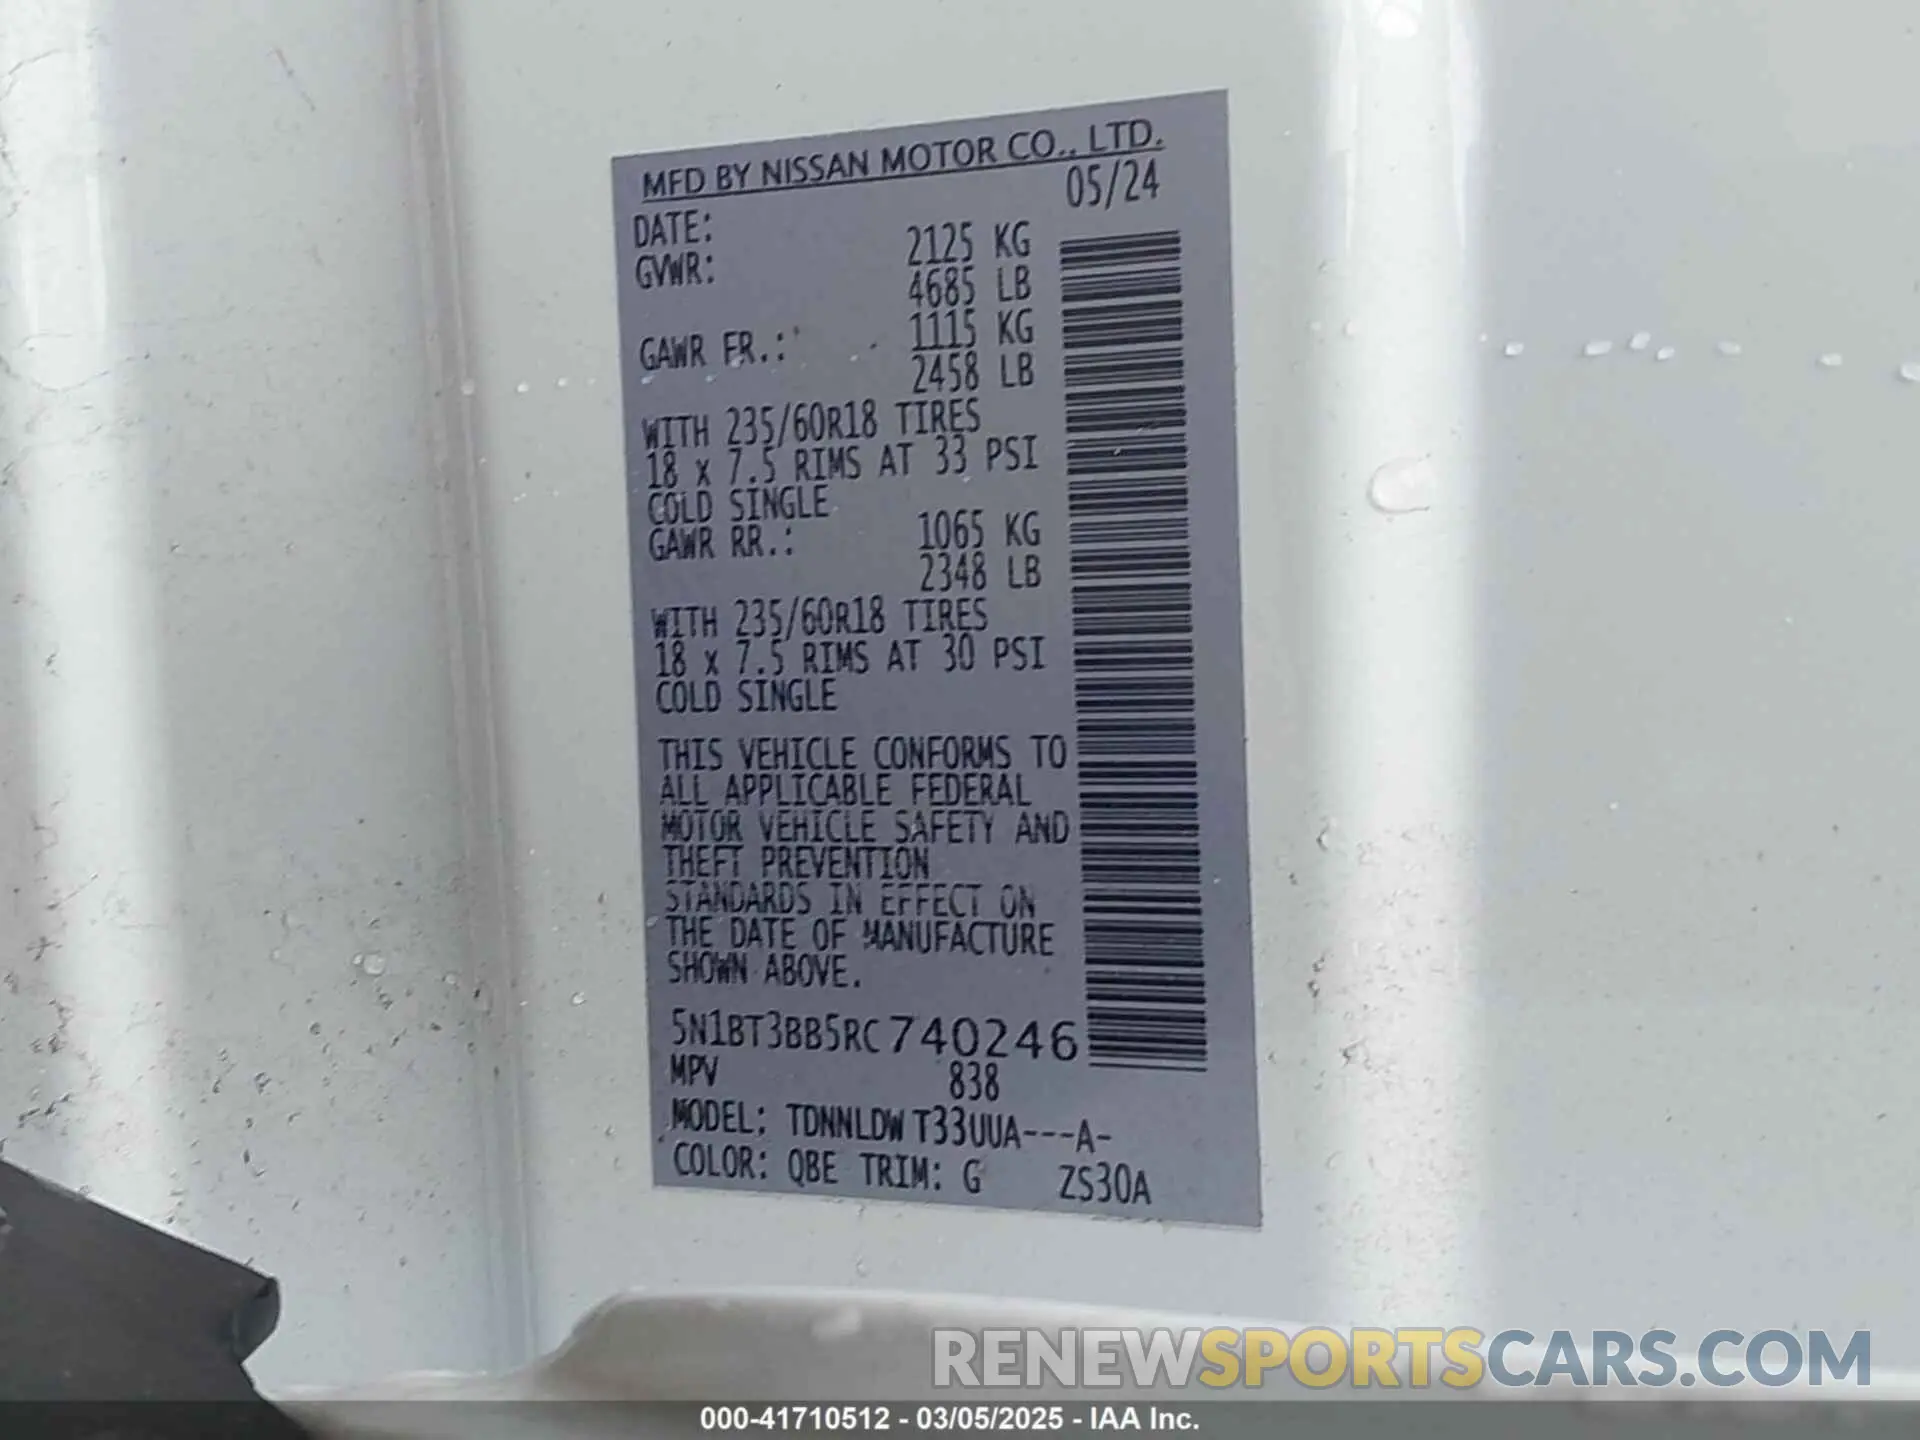 MFD BY NISSAN MOTOR CO., LTD.
DATE: 05/24
GVWR: 2125 KG
4685 LB
GAWR FR.: 1115 KG
2458 LB
WITH 235/60R18 TIRES
18 x 7.5 RIMS AT 33 PSI
COLD SINGLE
GAWR RR.: 1065 KG
2348 LB
WITH 235/60R18 TIRES
18 x 7.5 RIMS AT 30 PSI
COLD SINGLE
THIS VEHICLE CONFORMS TO
ALL APPLICABLE FEDERAL
MOTOR VEHICLE SAFETY AND
THEFT PREVENTION
STANDARDS IN EFFECT ON
THE DATE OF MANUFACTURE
SHOWN ABOVE.
5N1BT3BB5RC740246
MPV 838
MODEL: TDNNLDW T33UUA---A-
COLOR: QBE TRIM: G ZS30A
RENEWSPORTSCARS.COM
000-41710512 - 03/05/2025 - IAA Inc.